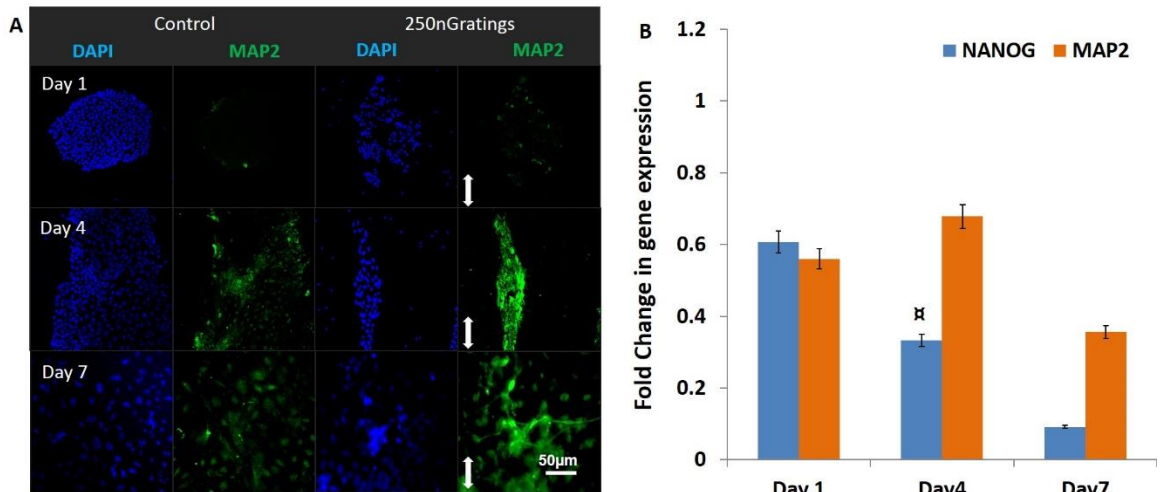 A
Control
250nGratings
DAPI
MAP2
DAPI
MAP2
Day 1
Day 4
Day 7
50µm
B
NANOG
MAP2
Fold Change in gene expression
1.2
1
0.8
0.6
0.4
0.2
0
¤
Day 1
Day4
Day7